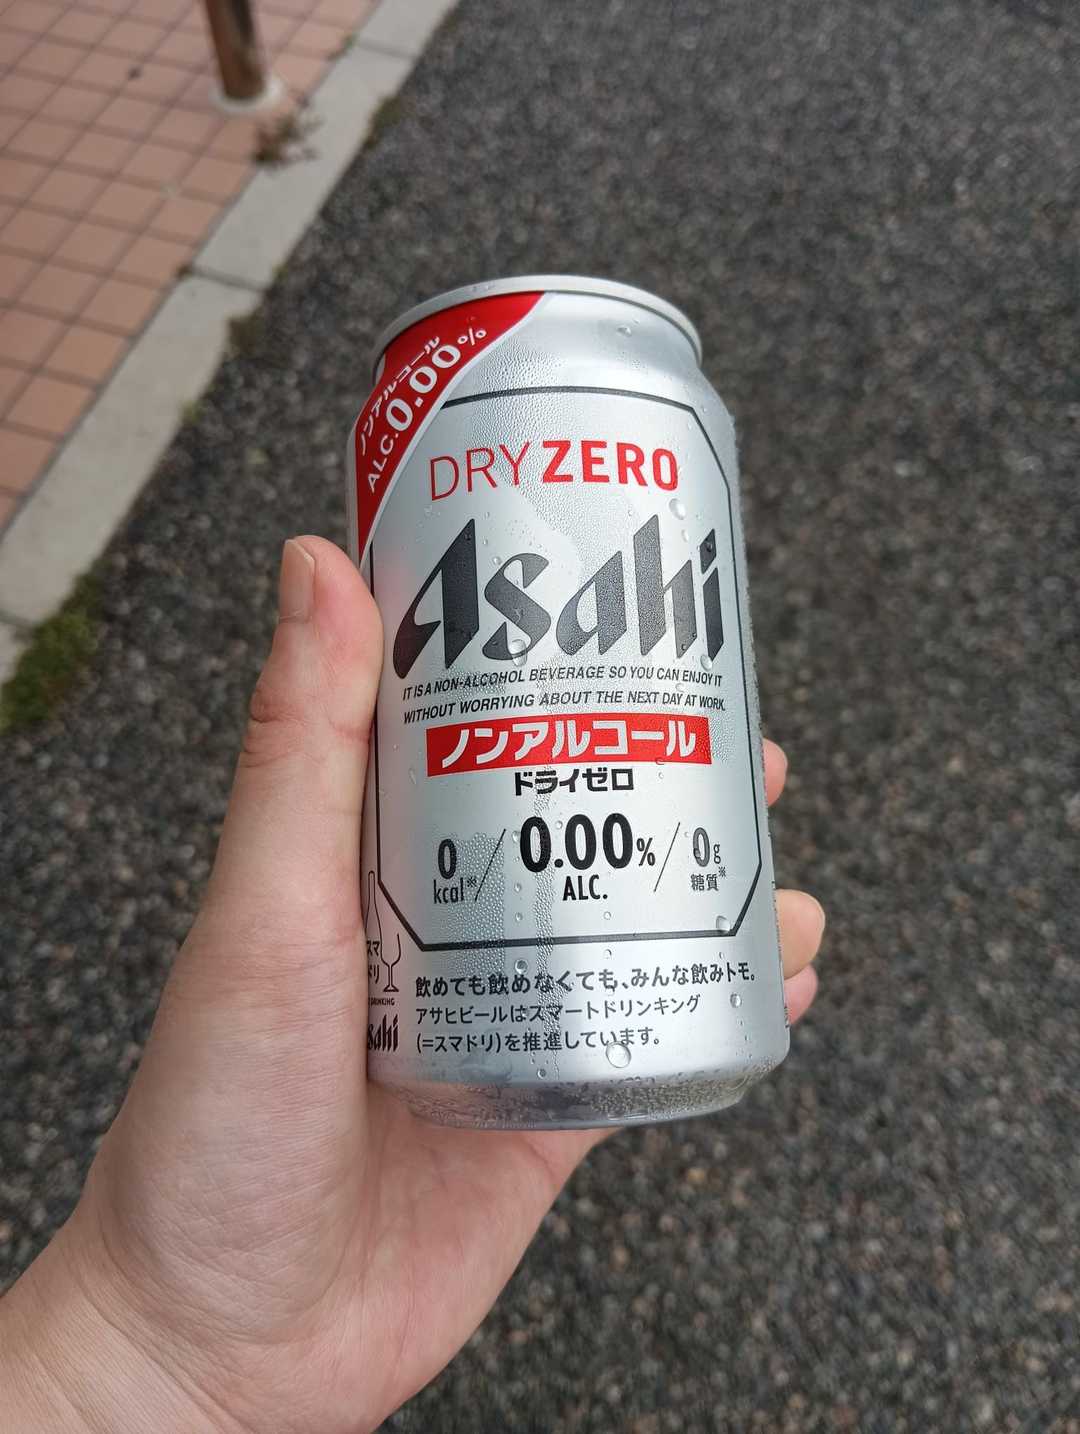 ノンアルコール
ALC.0.00%
DRY ZERO
Asahi
IT IS A NON-ALCOHOL BEVERAGE SO YOU CAN ENJOY IT
WITHOUT WORRYING ABOUT THE NEXT DAY AT WORK.
ノンアルコール
ドライゼロ
0 kcal※ / 0.00% ALC. / 0g 糖質※
スマ
ドリ
DRINKING
飲めても飲めなくても、みんな飲みトモ。
アサヒビールはスマートドリンキング
(=スマドリ)を推進しています。